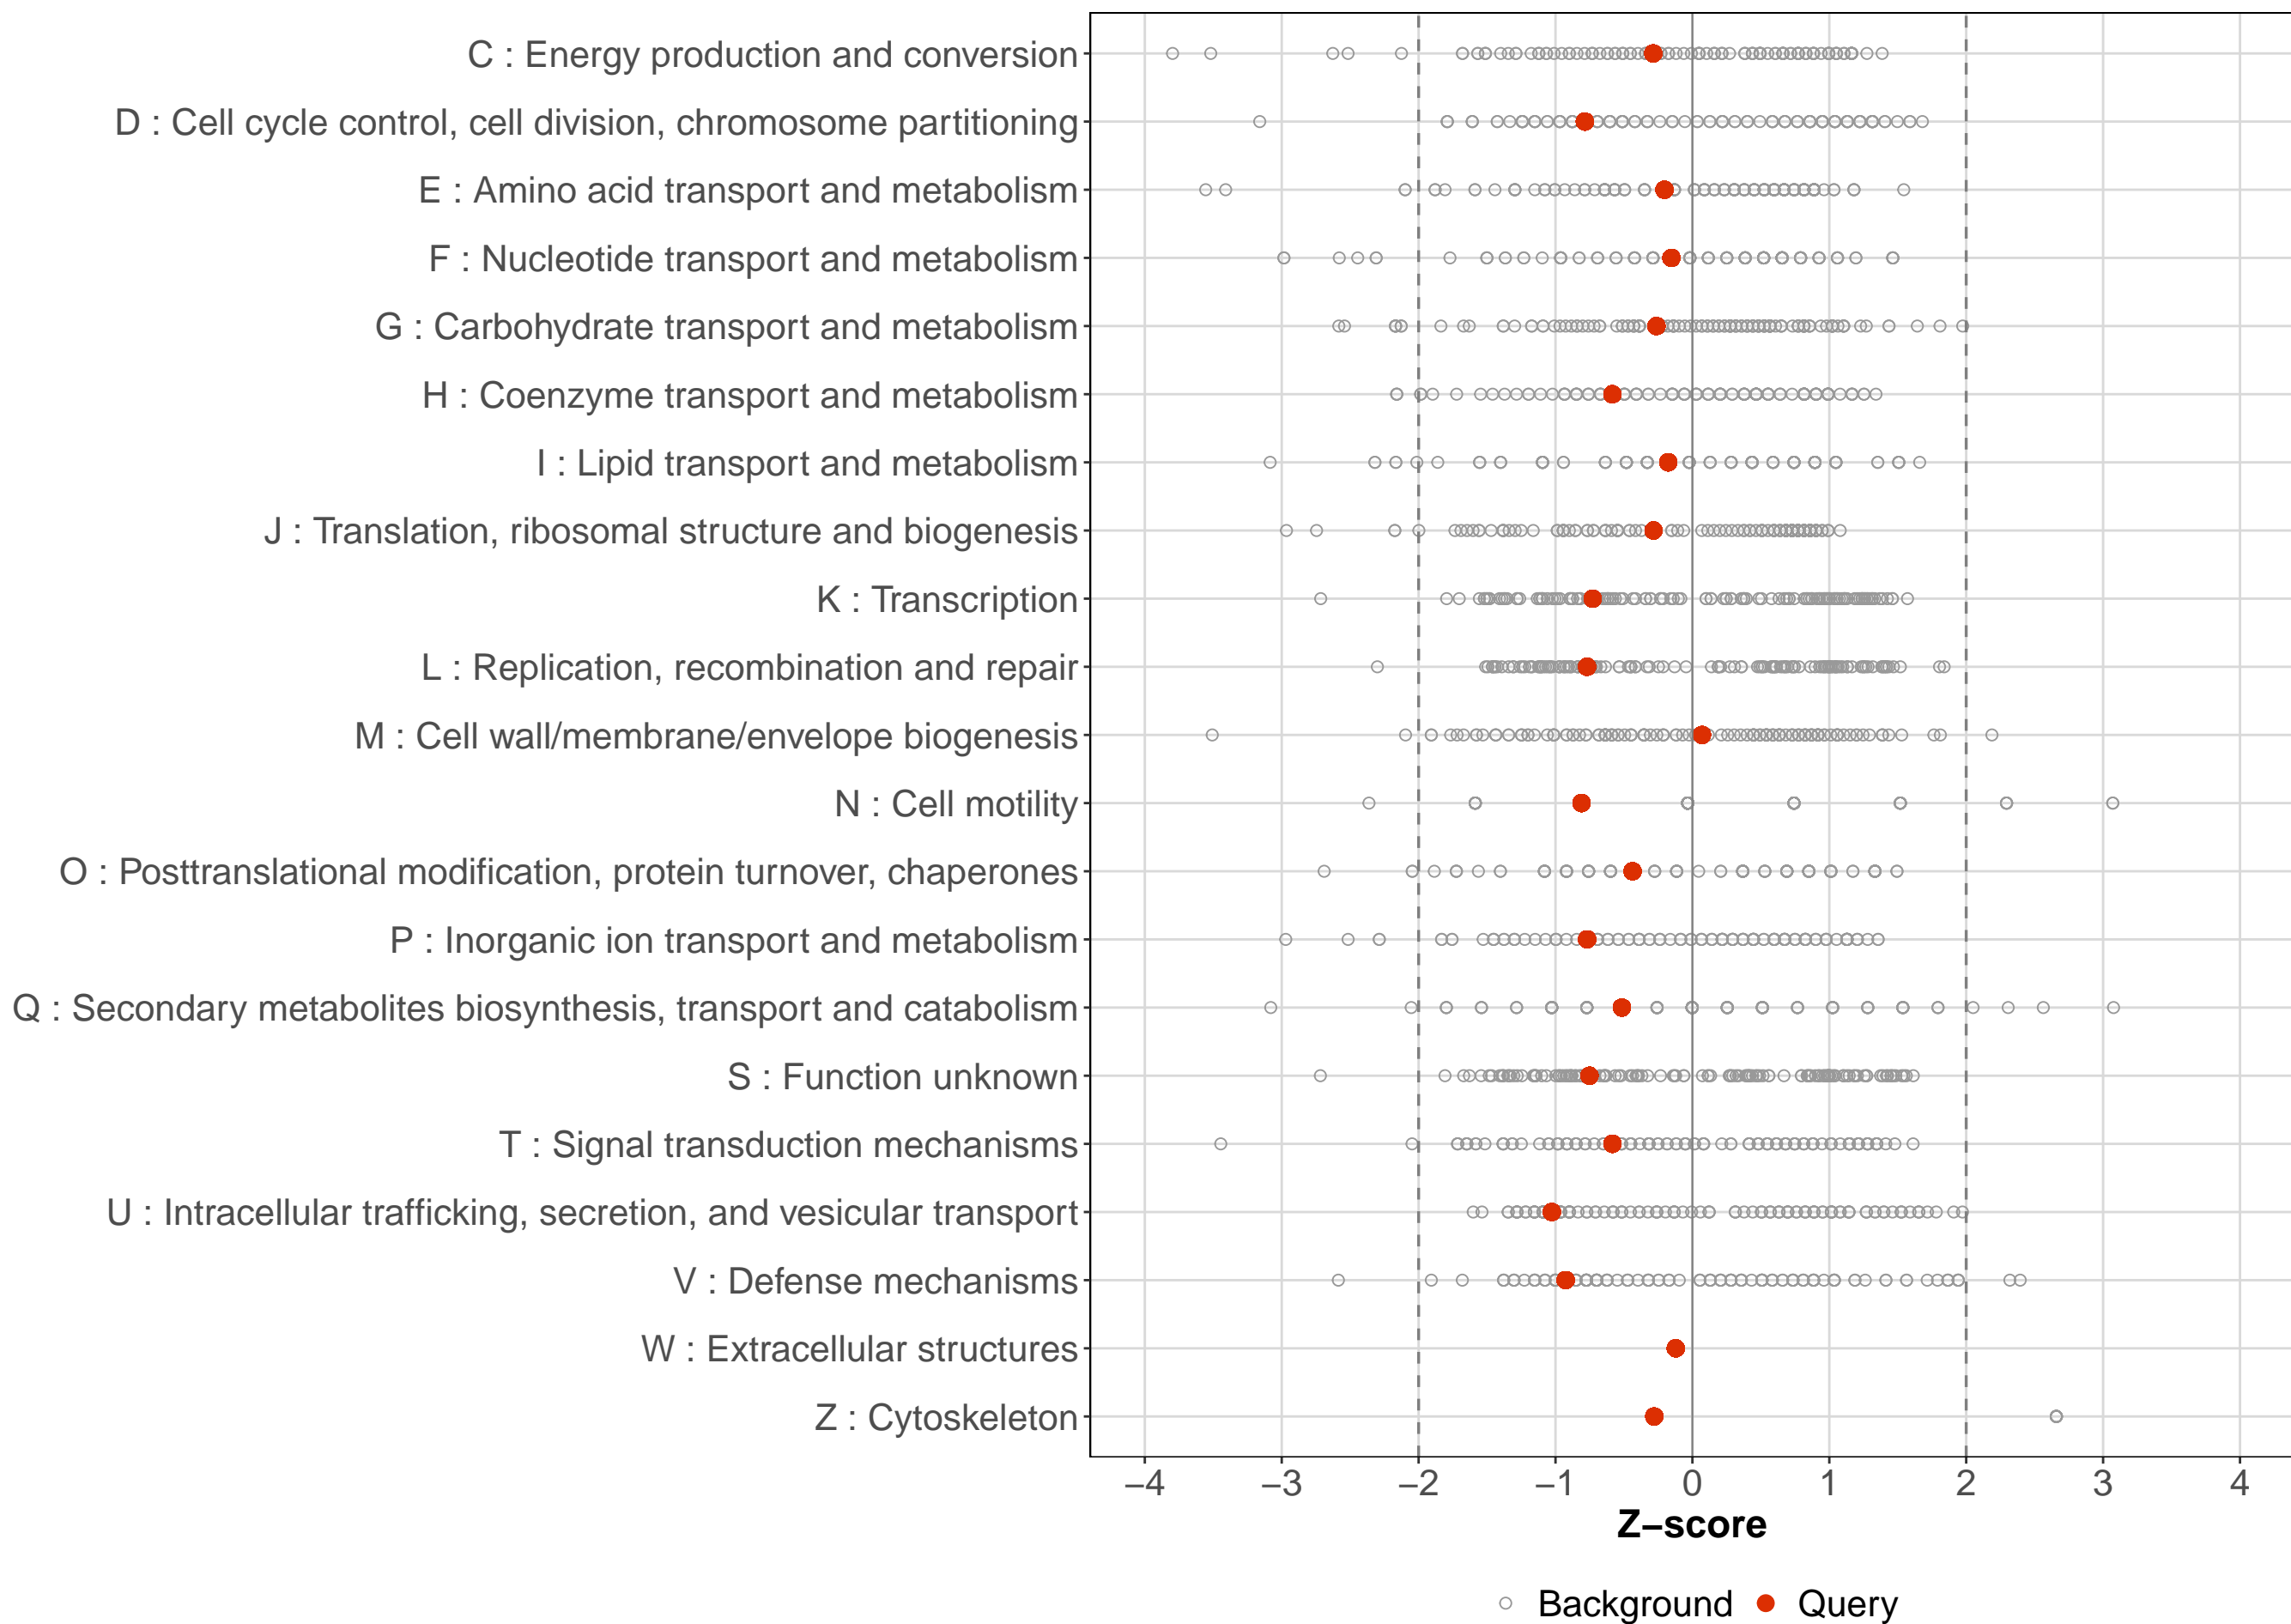 C : Energy production and conversion
D : Cell cycle control, cell division, chromosome partitioning
E : Amino acid transport and metabolism
F : Nucleotide transport and metabolism
G : Carbohydrate transport and metabolism
H : Coenzyme transport and metabolism
I : Lipid transport and metabolism
J : Translation, ribosomal structure and biogenesis
K : Transcription
L : Replication, recombination and repair
M : Cell wall/membrane/envelope biogenesis
N : Cell motility
O : Posttranslational modification, protein turnover, chaperones
P : Inorganic ion transport and metabolism
Q : Secondary metabolites biosynthesis, transport and catabolism
S : Function unknown
T : Signal transduction mechanisms
U : Intracellular trafficking, secretion, and vesicular transport
V : Defense mechanisms
W : Extracellular structures
Z : Cytoskeleton
−4 −3 −2 −1 0 1 2 3 4
Z−score
Background Query